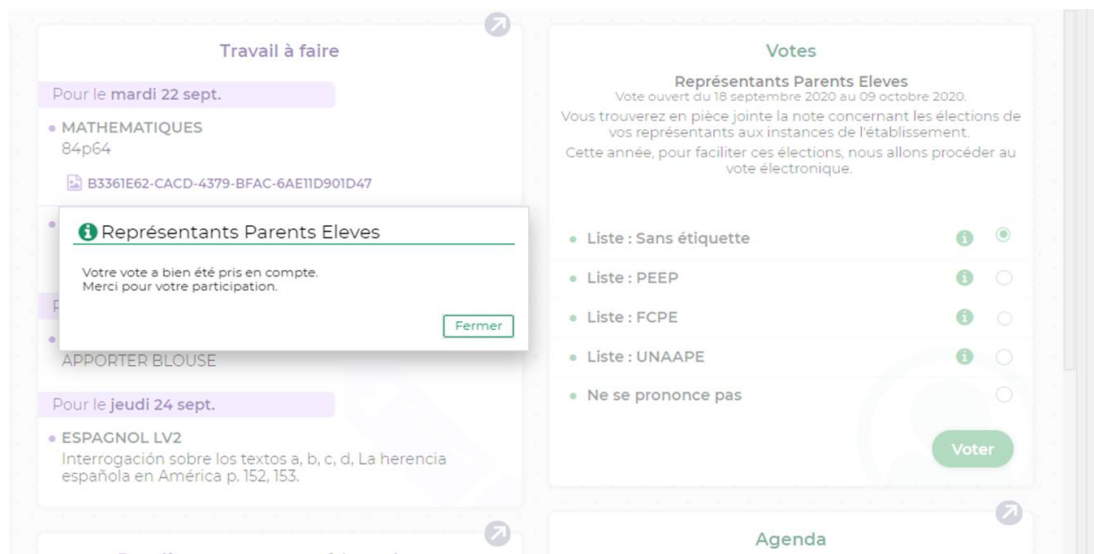 Travail à faire
Pour le mardi 22 sept.
MATHEMATIQUES
84p64
B3361E62-CACD-4379-BFAC-6AE11D901D47
Représentants Parents Eleves
Votre vote a bien été pris en compte.
Merci pour votre participation.
Fermer
APPORTER BLOUSE
Pour le jeudi 24 sept.
ESPAGNOL LV2
Interrogación sobre los textos a, b, c, d, La herencia
española en América p. 152, 153.
Votes
Représentants Parents Eleves
Vote ouvert du 18 septembre 2020 au 09 octobre 2020.
Vous trouverez en pièce jointe la note concernant les élections de
vos représentants aux instances de l'établissement.
Cette année, pour faciliter ces élections, nous allons procéder au
vote électronique.
Liste : Sans étiquette
Liste : PEEP
Liste : FCPE
Liste : UNAAPE
Ne se prononce pas
Voter
Agenda